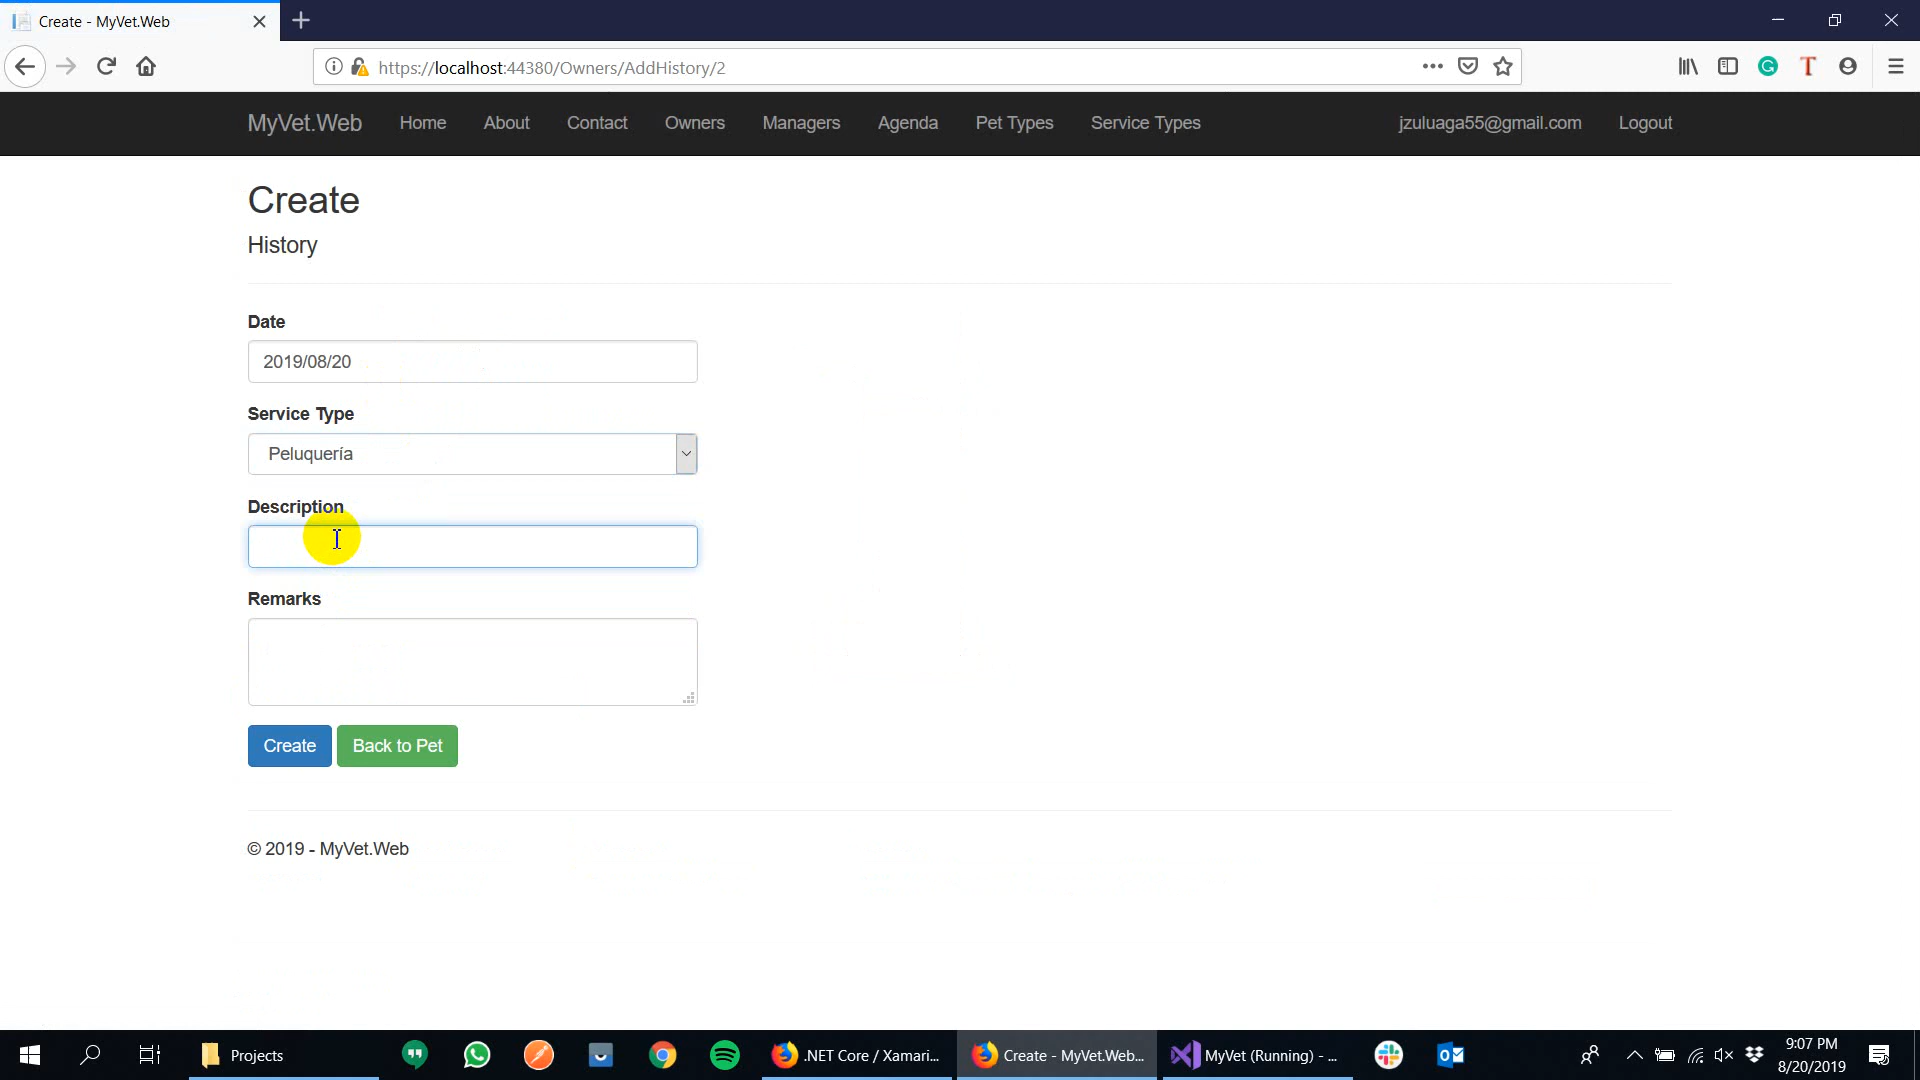 Create - MyVet.Web
https://localhost:44380/Owners/AddHistory/2
MyVet.Web Home About Contact Owners Managers Agenda Pet Types Service Types jzuluaga55@gmail.com Logout
Create
History
Date
2019/08/20
Service Type
Peluquería
Description
Remarks
Create Back to Pet
© 2019 - MyVet.Web
Projects .NET Core / Xamari... Create - MyVet.Web... MyVet (Running) - ...
9:07 PM
8/20/2019